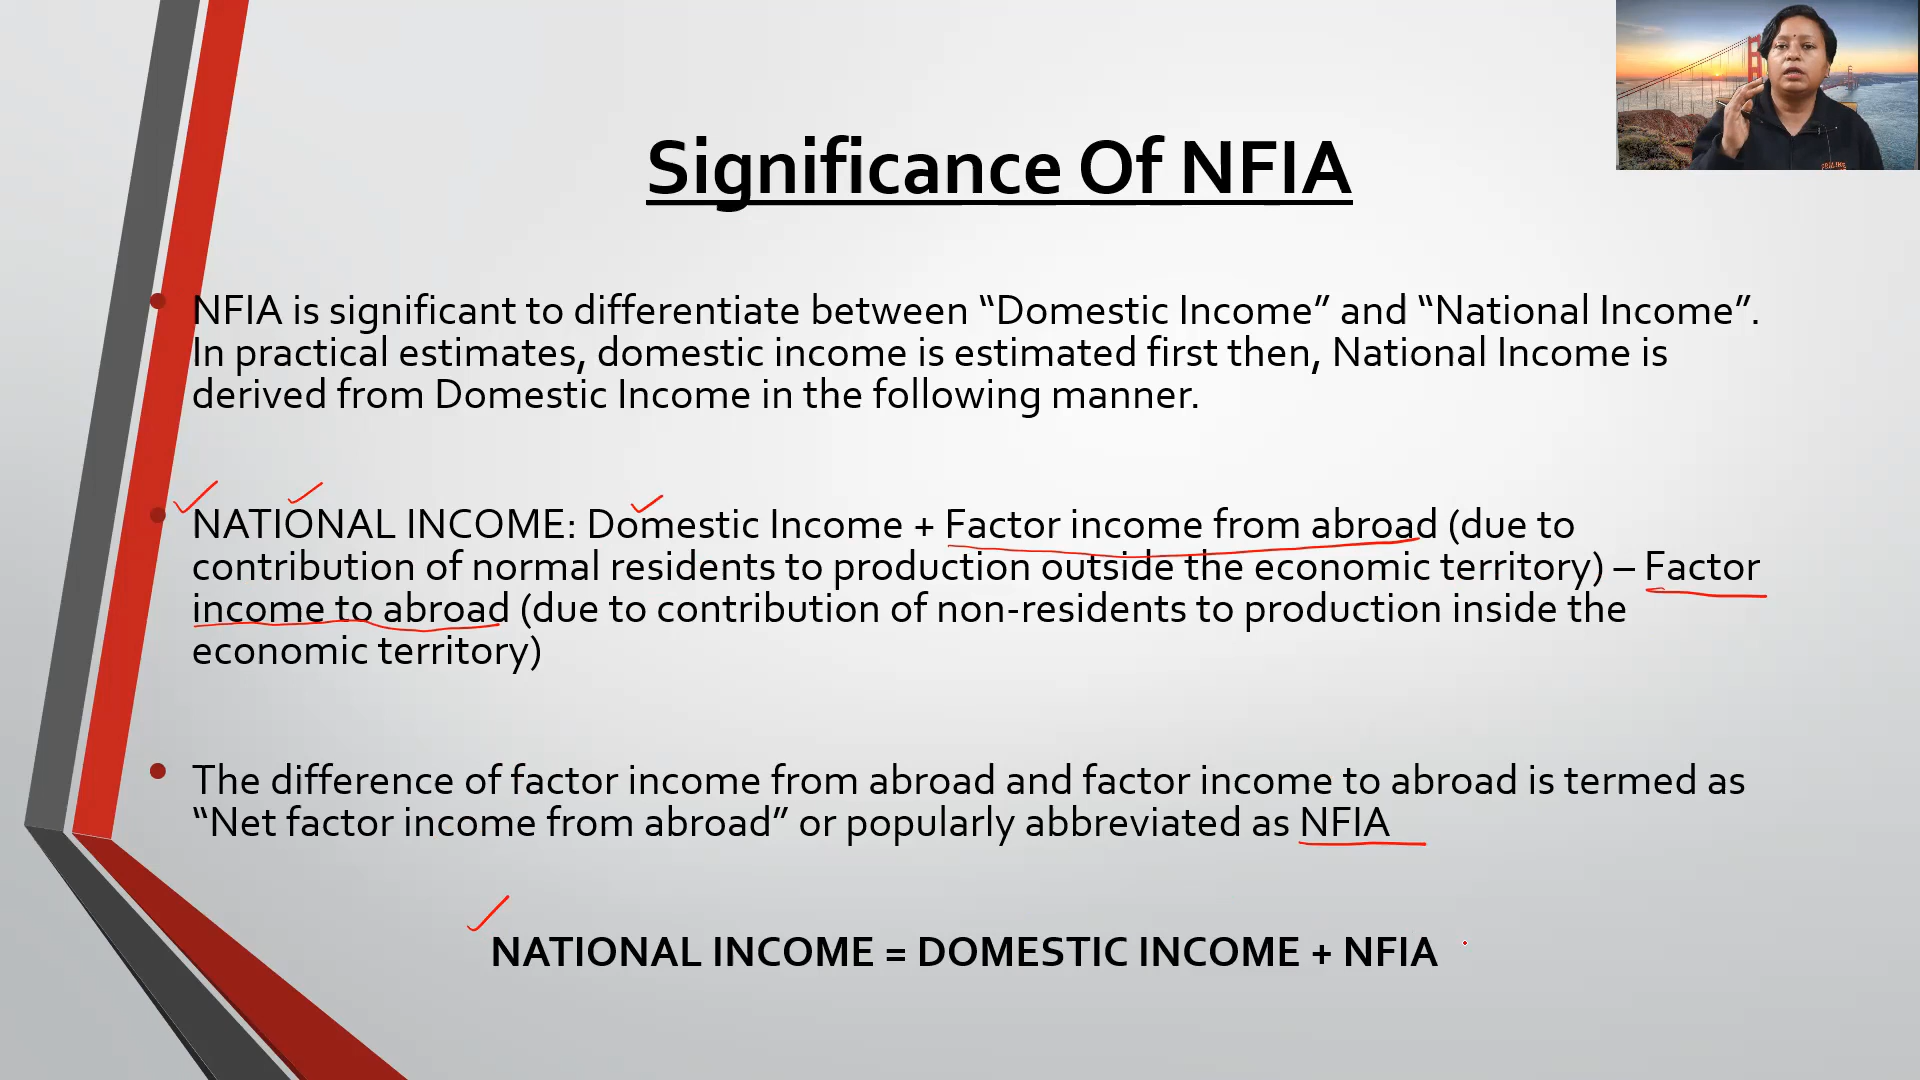 Significance Of NFIA
• NFIA is significant to differentiate between “Domestic Income” and “National Income”.
In practical estimates, domestic income is estimated first then, National Income is
derived from Domestic Income in the following manner.
• NATIONAL INCOME: Domestic Income + Factor income from abroad (due to
contribution of normal residents to production outside the economic territory) – Factor
income to abroad (due to contribution of non-residents to production inside the
economic territory)
• The difference of factor income from abroad and factor income to abroad is termed as
“Net factor income from abroad” or popularly abbreviated as NFIA
NATIONAL INCOME = DOMESTIC INCOME + NFIA